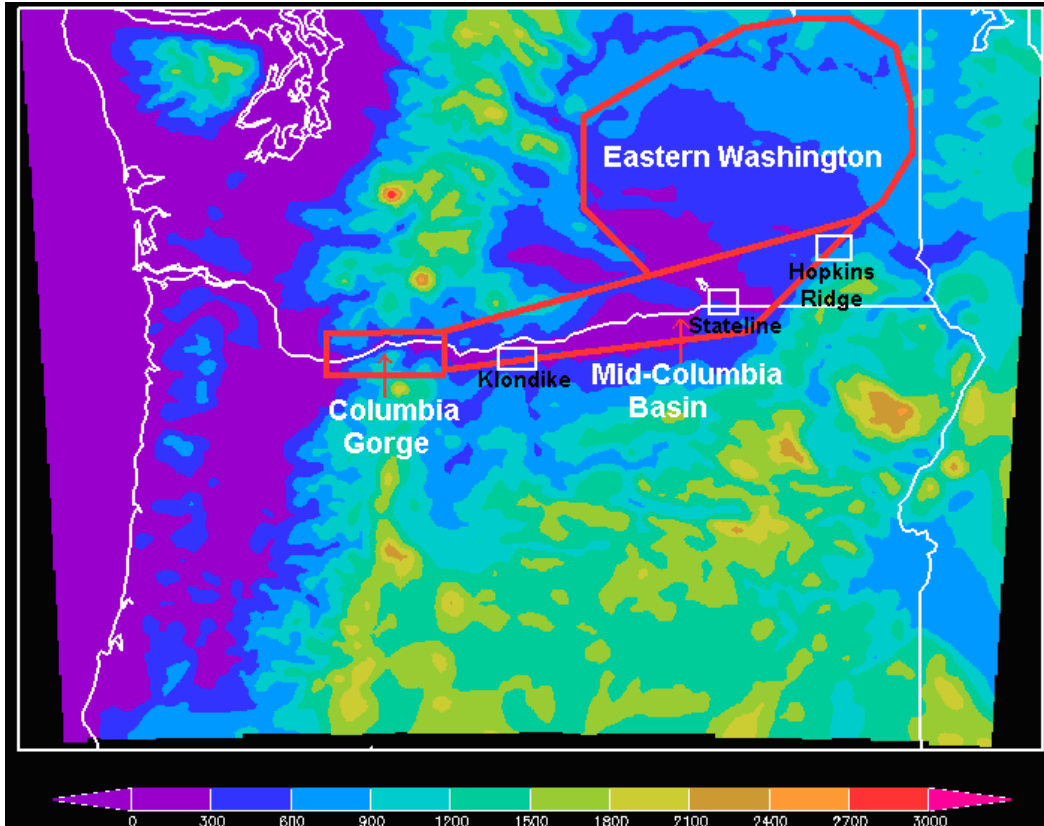 Eastern Washington
Hopkins
Ridge
Stateline
Klondike
Mid-Columbia
Basin
Columbia
Gorge
0 300 600 900 1200 1500 1800 2100 2400 2700 3000